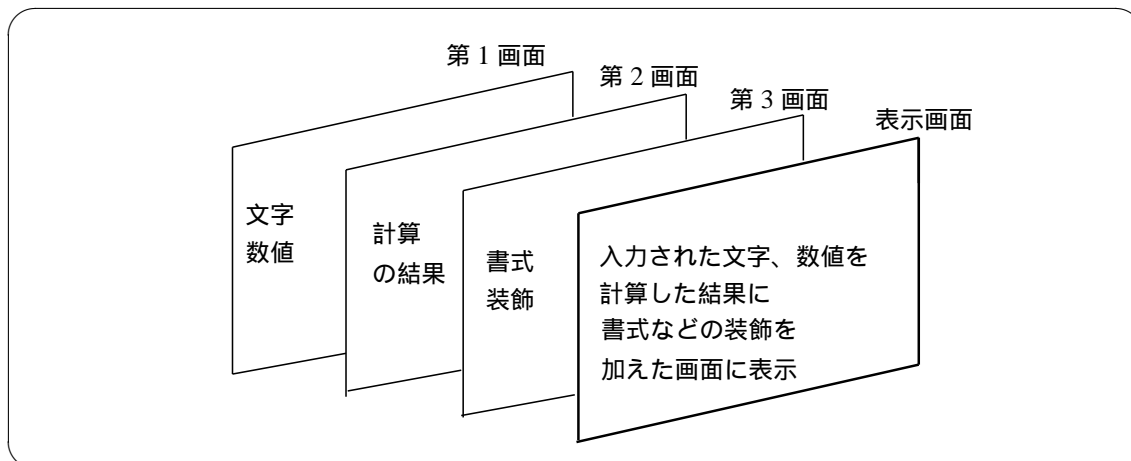 第 1 画面
第 2 画面
第 3 画面
表示画面
文字
数値
計算
の結果
書式
装飾
入力された文字、数値を
計算した結果に
書式などの装飾を
加えた画面に表示